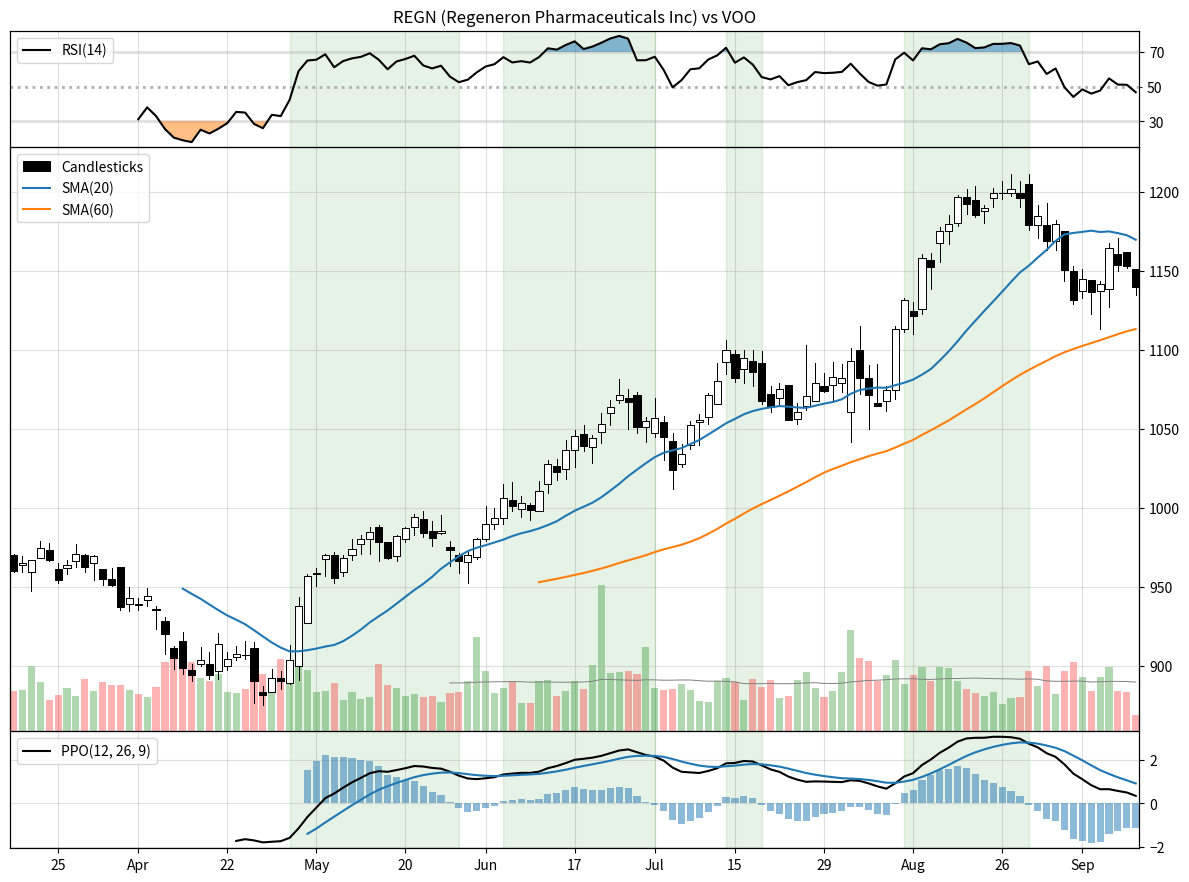 REGN (Regeneron Pharmaceuticals Inc) vs VOO
RSI(14)
70
50
30
Candlesticks
SMA(20)
SMA(60)
1200
1150
1100
1050
1000
950
900
PPO(12, 26, 9)
2
0
−2
25 Apr 22 May 20 Jun 17 Jul 15 29 Aug 26 Sep